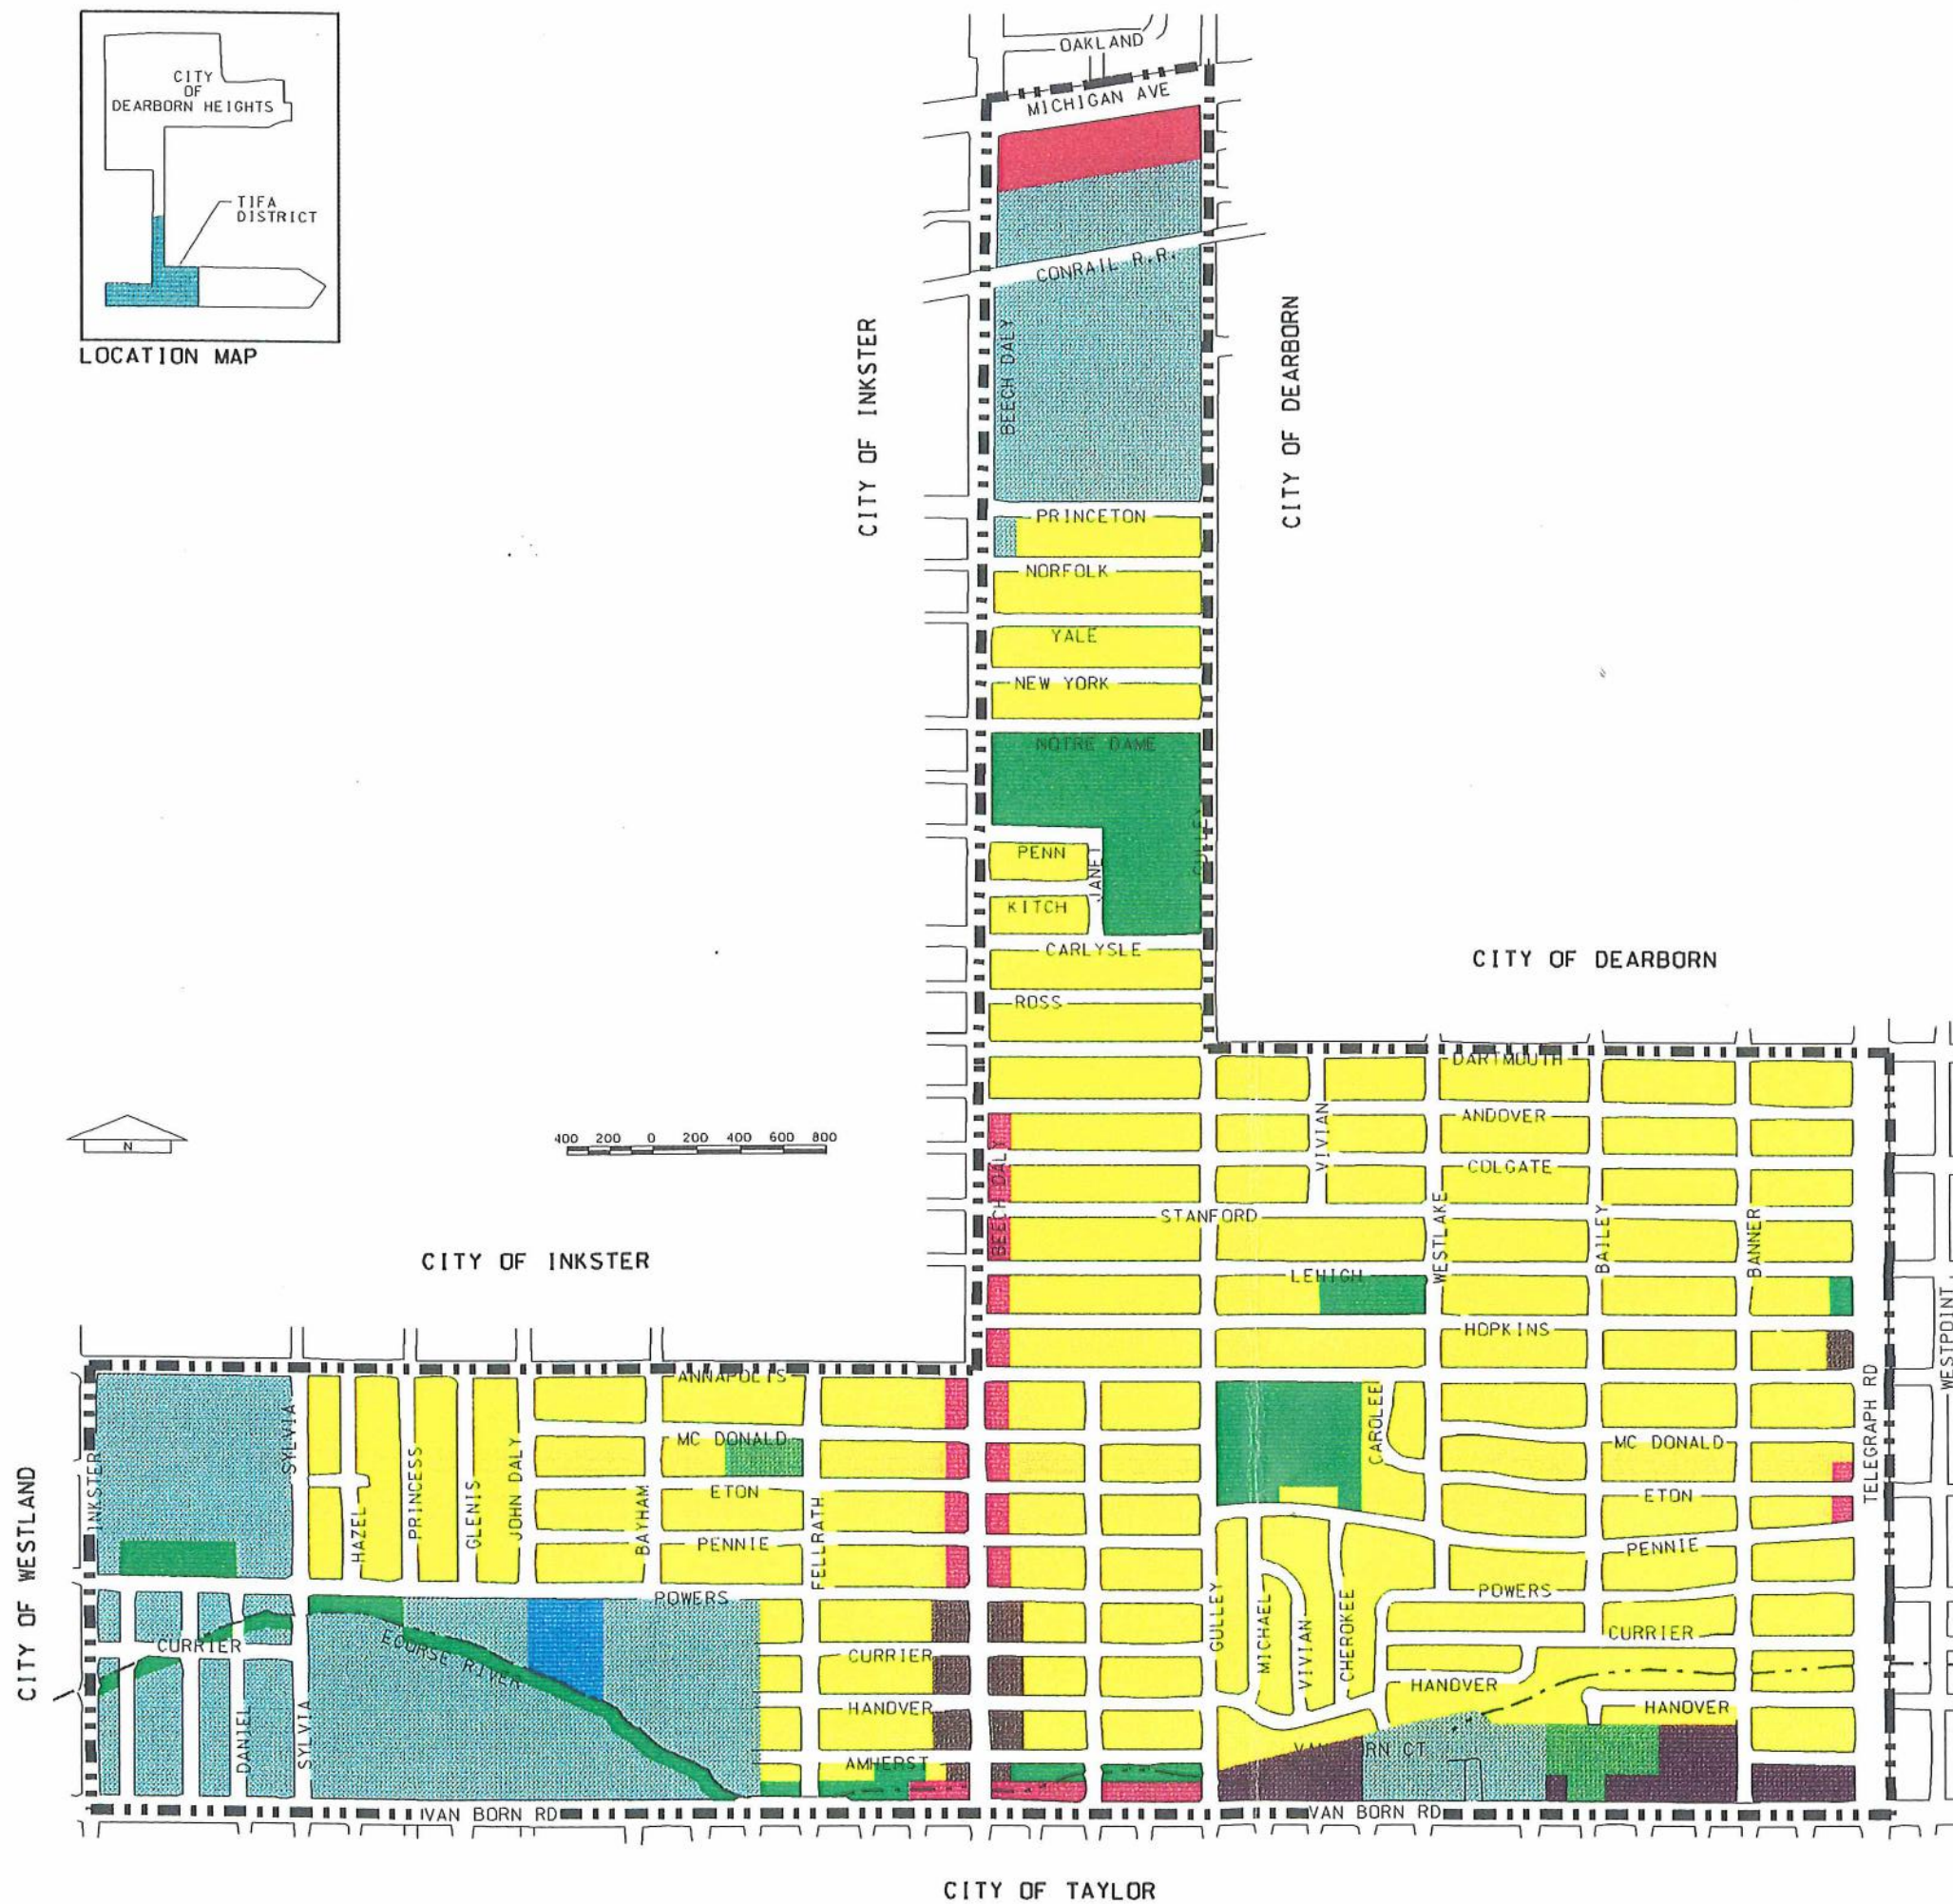 CITY
OF
DEARBORN HEIGHTS
TIFA
DISTRICT
LOCATION MAP
OAKLAND
MICHIGAN AVE
CONRAIL R.R.
BEECH DALY
CITY OF INKSTER
CITY OF DEARBORN
PRINCETON
NORFOLK
YALE
NEW YORK
NOTRE DAME
GULLEY
PENN
JANET
KITCH
CARLYSLE
ROSS
CITY OF DEARBORN
DARTMOUTH
VIVIAN
ANDOVER
COLGATE
BEECH DALY
STANFORD
WESTLAKE
BAILEY
BANNER
LEHIGH
HOPKINS
N
400 200 0 200 400 600 800
CITY OF INKSTER
WESTPOINT
TELEGRAPH RD
ANNAPOLIS
CAROLEE
MC DONALD
MC DONALD
ETON
ETON
PENNIE
PENNIE
CITY OF WESTLAND
INKSTER
SYLVIA
HAZEL
PRINCESS
GLENIS
JOHN DALY
BAYHAM
FELLRATH
POWERS
POWERS
GULLEY
MICHAEL
VIVIAN
CHEROKEE
CURRIER
ECORSE RIVER
CURRIER
CURRIER
HANOVER
HANOVER
HANOVER
DANIEL
SYLVIA
AMHERST
VAN BORN RD
VAN BORN RD
CITY OF TAYLOR